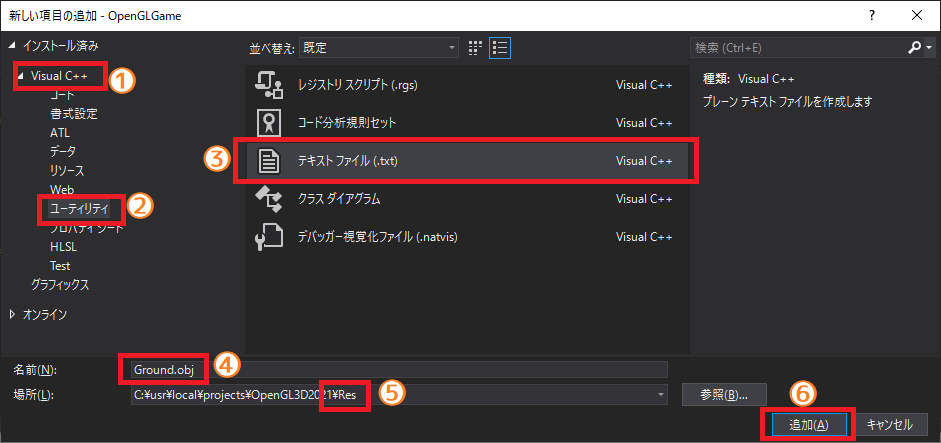 新しい項目の追加 - OpenGLGame ? ×
インストール済み
Visual C++ ①
コード
書式設定
ATL
データ
リソース
Web
ユーティリティ ②
プロパティ シート
HLSL
Test
グラフィックス
オンライン
並べ替え: 既定
レジストリ スクリプト (.rgs) Visual C++
コード分析規則セット Visual C++
③ テキスト ファイル (.txt) Visual C++
クラス ダイアグラム Visual C++
デバッガー視覚化ファイル (.natvis) Visual C++
検索 (Ctrl+E)
種類: Visual C++
プレーン テキスト ファイルを作成します
名前(N): Ground.obj ④
場所(L): C:¥usr¥local¥projects¥OpenGL3D2021¥Res ⑤ 参照(B)...
⑥
追加(A) キャンセル